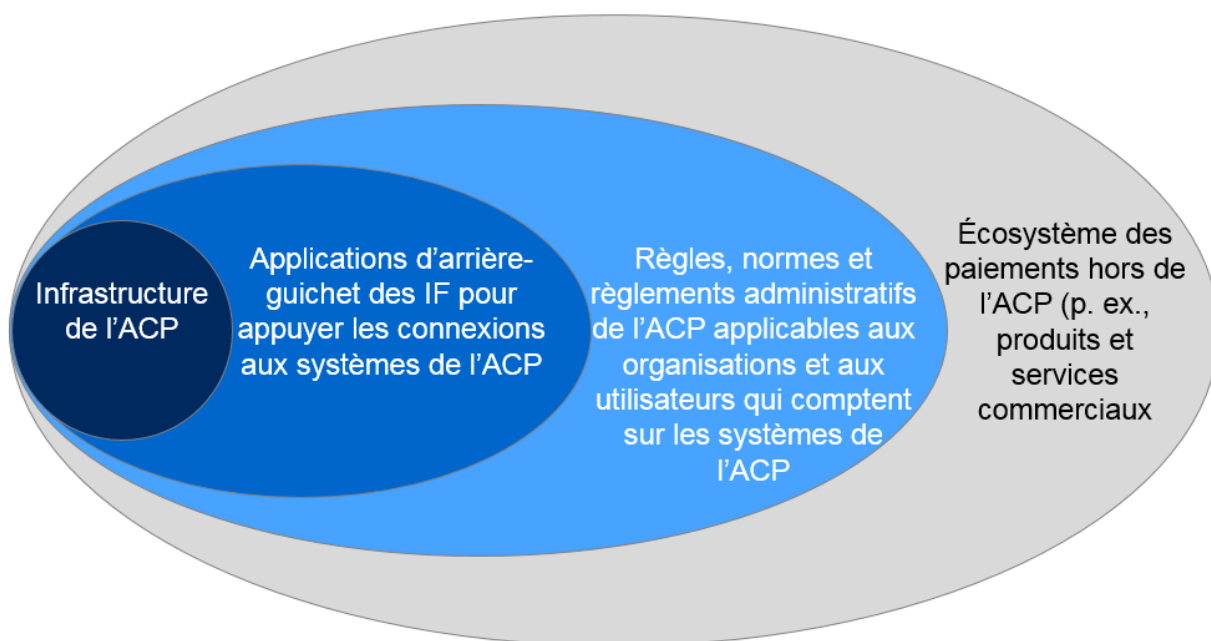 Infrastructure
de l’ACP
Applications d’arrière-
guichet des IF pour
appuyer les connexions
aux systèmes de l’ACP
Règles, normes et
règlements administratifs
de l’ACP applicables aux
organisations et aux
utilisateurs qui comptent
sur les systèmes de
l’ACP
Écosystème des
paiements hors de
l’ACP (p. ex.,
produits et
services
commerciaux